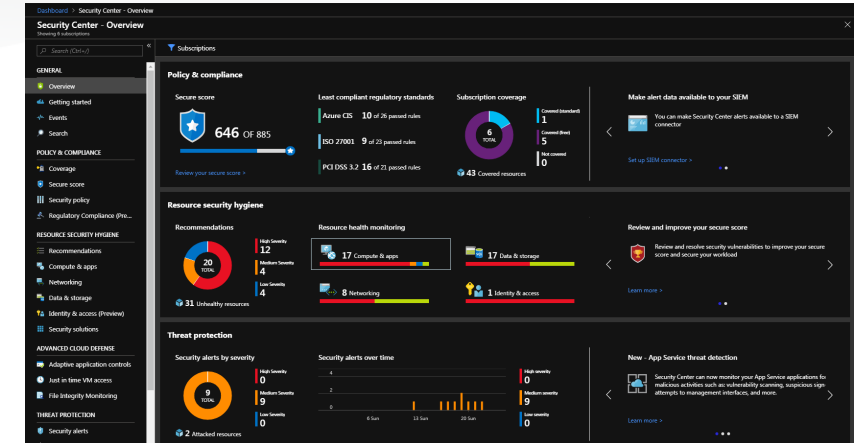 Dashboard > Security Center - Overview
Security Center - Overview
Showing 6 subscriptions
Search (Ctrl+/)
Subscriptions
GENERAL
Overview
Getting started
Events
Search
POLICY & COMPLIANCE
Coverage
Secure score
Security policy
Regulatory Compliance (Pre...
RESOURCE SECURITY HYGIENE
Recommendations
Compute & apps
Networking
Data & storage
Identity & access (Preview)
Security solutions
ADVANCED CLOUD DEFENSE
Adaptive application controls
Just in time VM access
File Integrity Monitoring
THREAT PROTECTION
Security alerts
Policy & compliance
Secure score
646 OF 885
Review your secure score >
Least compliant regulatory standards
Azure CIS 10 of 26 passed rules
ISO 27001 9 of 23 passed rules
PCI DSS 3.2 16 of 21 passed rules
Subscription coverage
6
TOTAL
Covered (standard)
1
Covered (free)
5
Not covered
0
43 Covered resources
Make alert data available to your SIEM
You can make Security Center alerts available to a SIEM
connector
Set up SIEM connector >
Resource security hygiene
Recommendations
20
TOTAL
High Severity
12
Medium Severity
4
Low Severity
4
31 Unhealthy resources
Resource health monitoring
17 Compute & apps
17 Data & storage
8 Networking
1 Identity & access
Review and improve your secure score
Review and resolve security vulnerabilities to improve your secure
score and secure your workload
Learn more >
Threat protection
Security alerts by severity
9
TOTAL
High Severity
0
Medium Severity
9
Low Severity
0
2 Attacked resources
Security alerts over time
4
2
0
6 Sun
13 Sun
20 Sun
High severity
0
Medium severity
9
Low severity
0
New - App Service threat detection
Security Center can now monitor your App Service applications fo
malicious activities such as: vulnerability scanning, suspicious sign
attempts to management interfaces, and more.
Learn more >